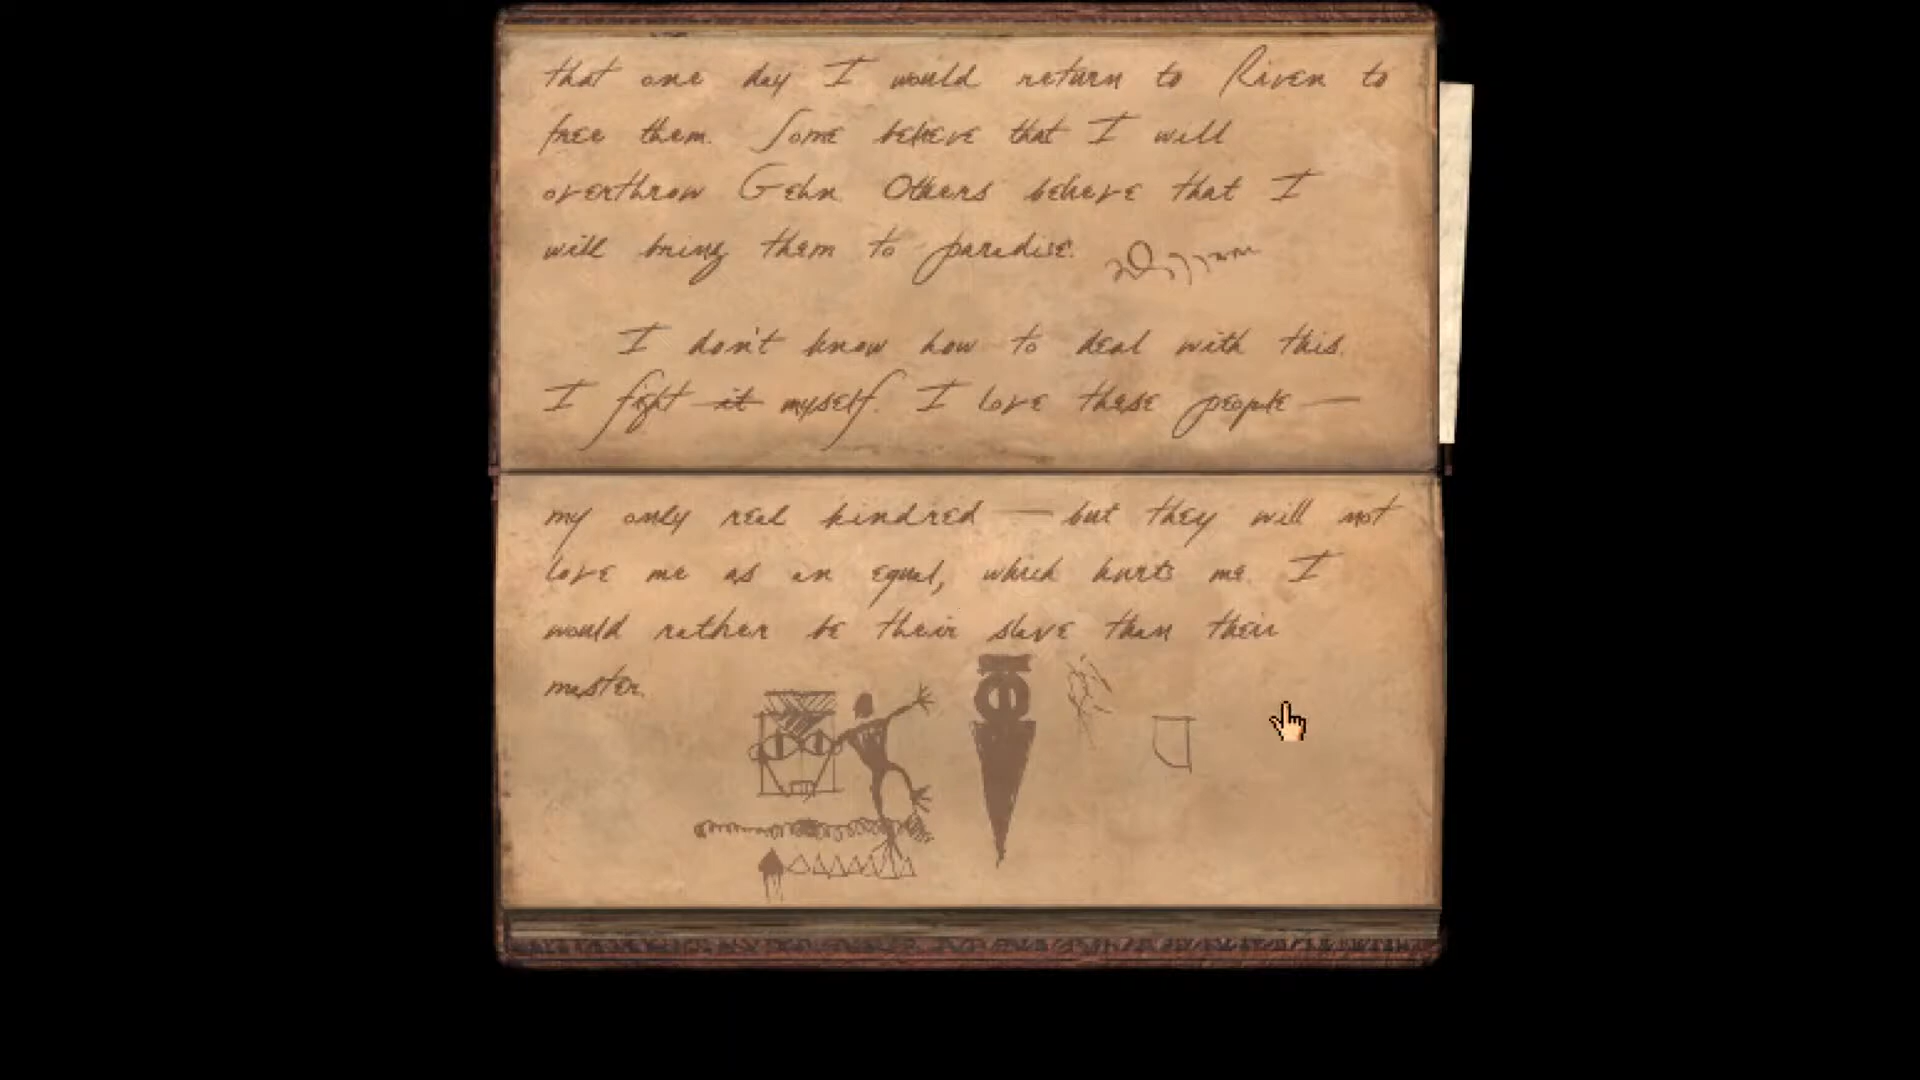 that one day I would return to Riven to
free them. Some believe that I will
overthrow Gehn. Others believe that I
will bring them to paradise.
I don't know how to deal with this.
I fight it myself. I love these people —
my only real kindred — but they will not
love me as an equal, which hurts me. I
would rather be their slave than their
master.